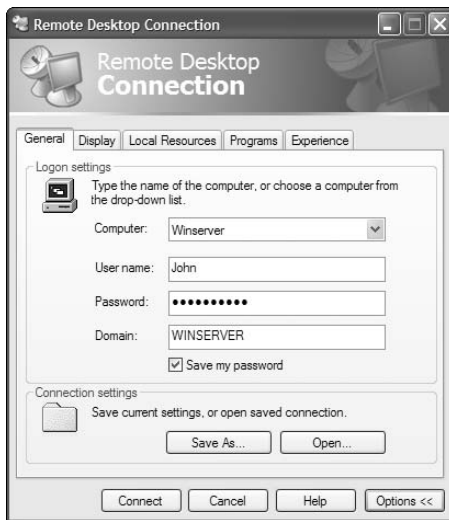 Remote Desktop Connection
Remote Desktop
Connection
General Display Local Resources Programs Experience
Logon settings
Type the name of the computer, or choose a computer from
the drop-down list.
Computer: Winserver
User name: John
Password: ••••••••••
Domain: WINSERVER
Save my password
Connection settings
Save current settings, or open saved connection.
Save As... Open...
Connect Cancel Help Options <<